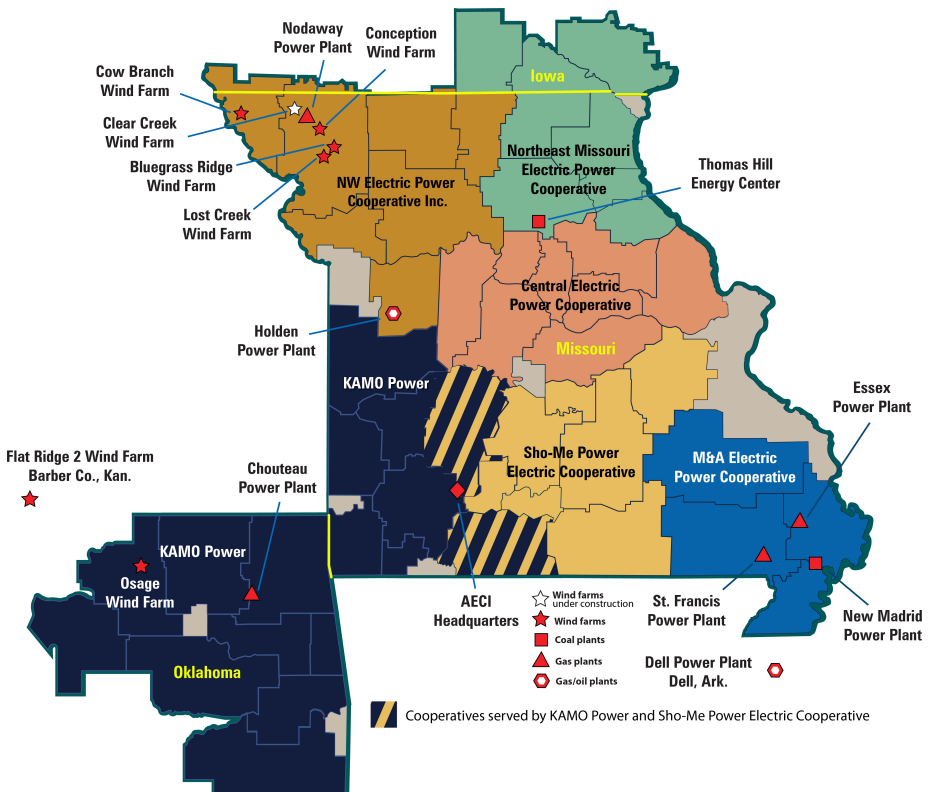 Nodaway
Power Plant
Conception
Wind Farm
Cow Branch
Wind Farm
Iowa
Clear Creek
Wind Farm
Bluegrass Ridge
Wind Farm
Northeast Missouri
Electric Power
Cooperative
Thomas Hill
Energy Center
NW Electric Power
Cooperative Inc.
Lost Creek
Wind Farm
Central Electric
Power Cooperative
Holden
Power Plant
Missouri
KAMO Power
Essex
Power Plant
Flat Ridge 2 Wind Farm
Barber Co., Kan.
Chouteau
Power Plant
Sho-Me Power
Electric Cooperative
M&A Electric
Power Cooperative
KAMO Power
Osage
Wind Farm
AECI
Headquarters
Wind farms
under construction
Wind farms
Coal plants
Gas plants
Gas/oil plants
St. Francis
Power Plant
New Madrid
Power Plant
Dell Power Plant
Dell, Ark.
Oklahoma
Cooperatives served by KAMO Power and Sho-Me Power Electric Cooperative